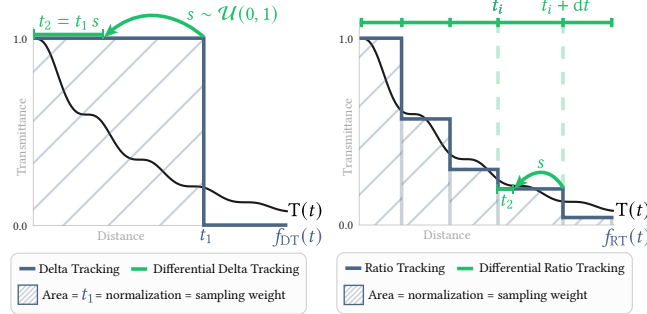 t₂ = t₁ s
s ∼ 𝒰(0, 1)
1.0
Transmittance
0.0
Distance
t₁
T(t)
f_DT(t)
Delta Tracking
Differential Delta Tracking
Area = t₁= normalization = sampling weight
tᵢ
tᵢ + dt
1.0
Transmittance
s
t₂
0.0
Distance
T(t)
f_RT(t)
Ratio Tracking
Differential Ratio Tracking
Area = normalization = sampling weight